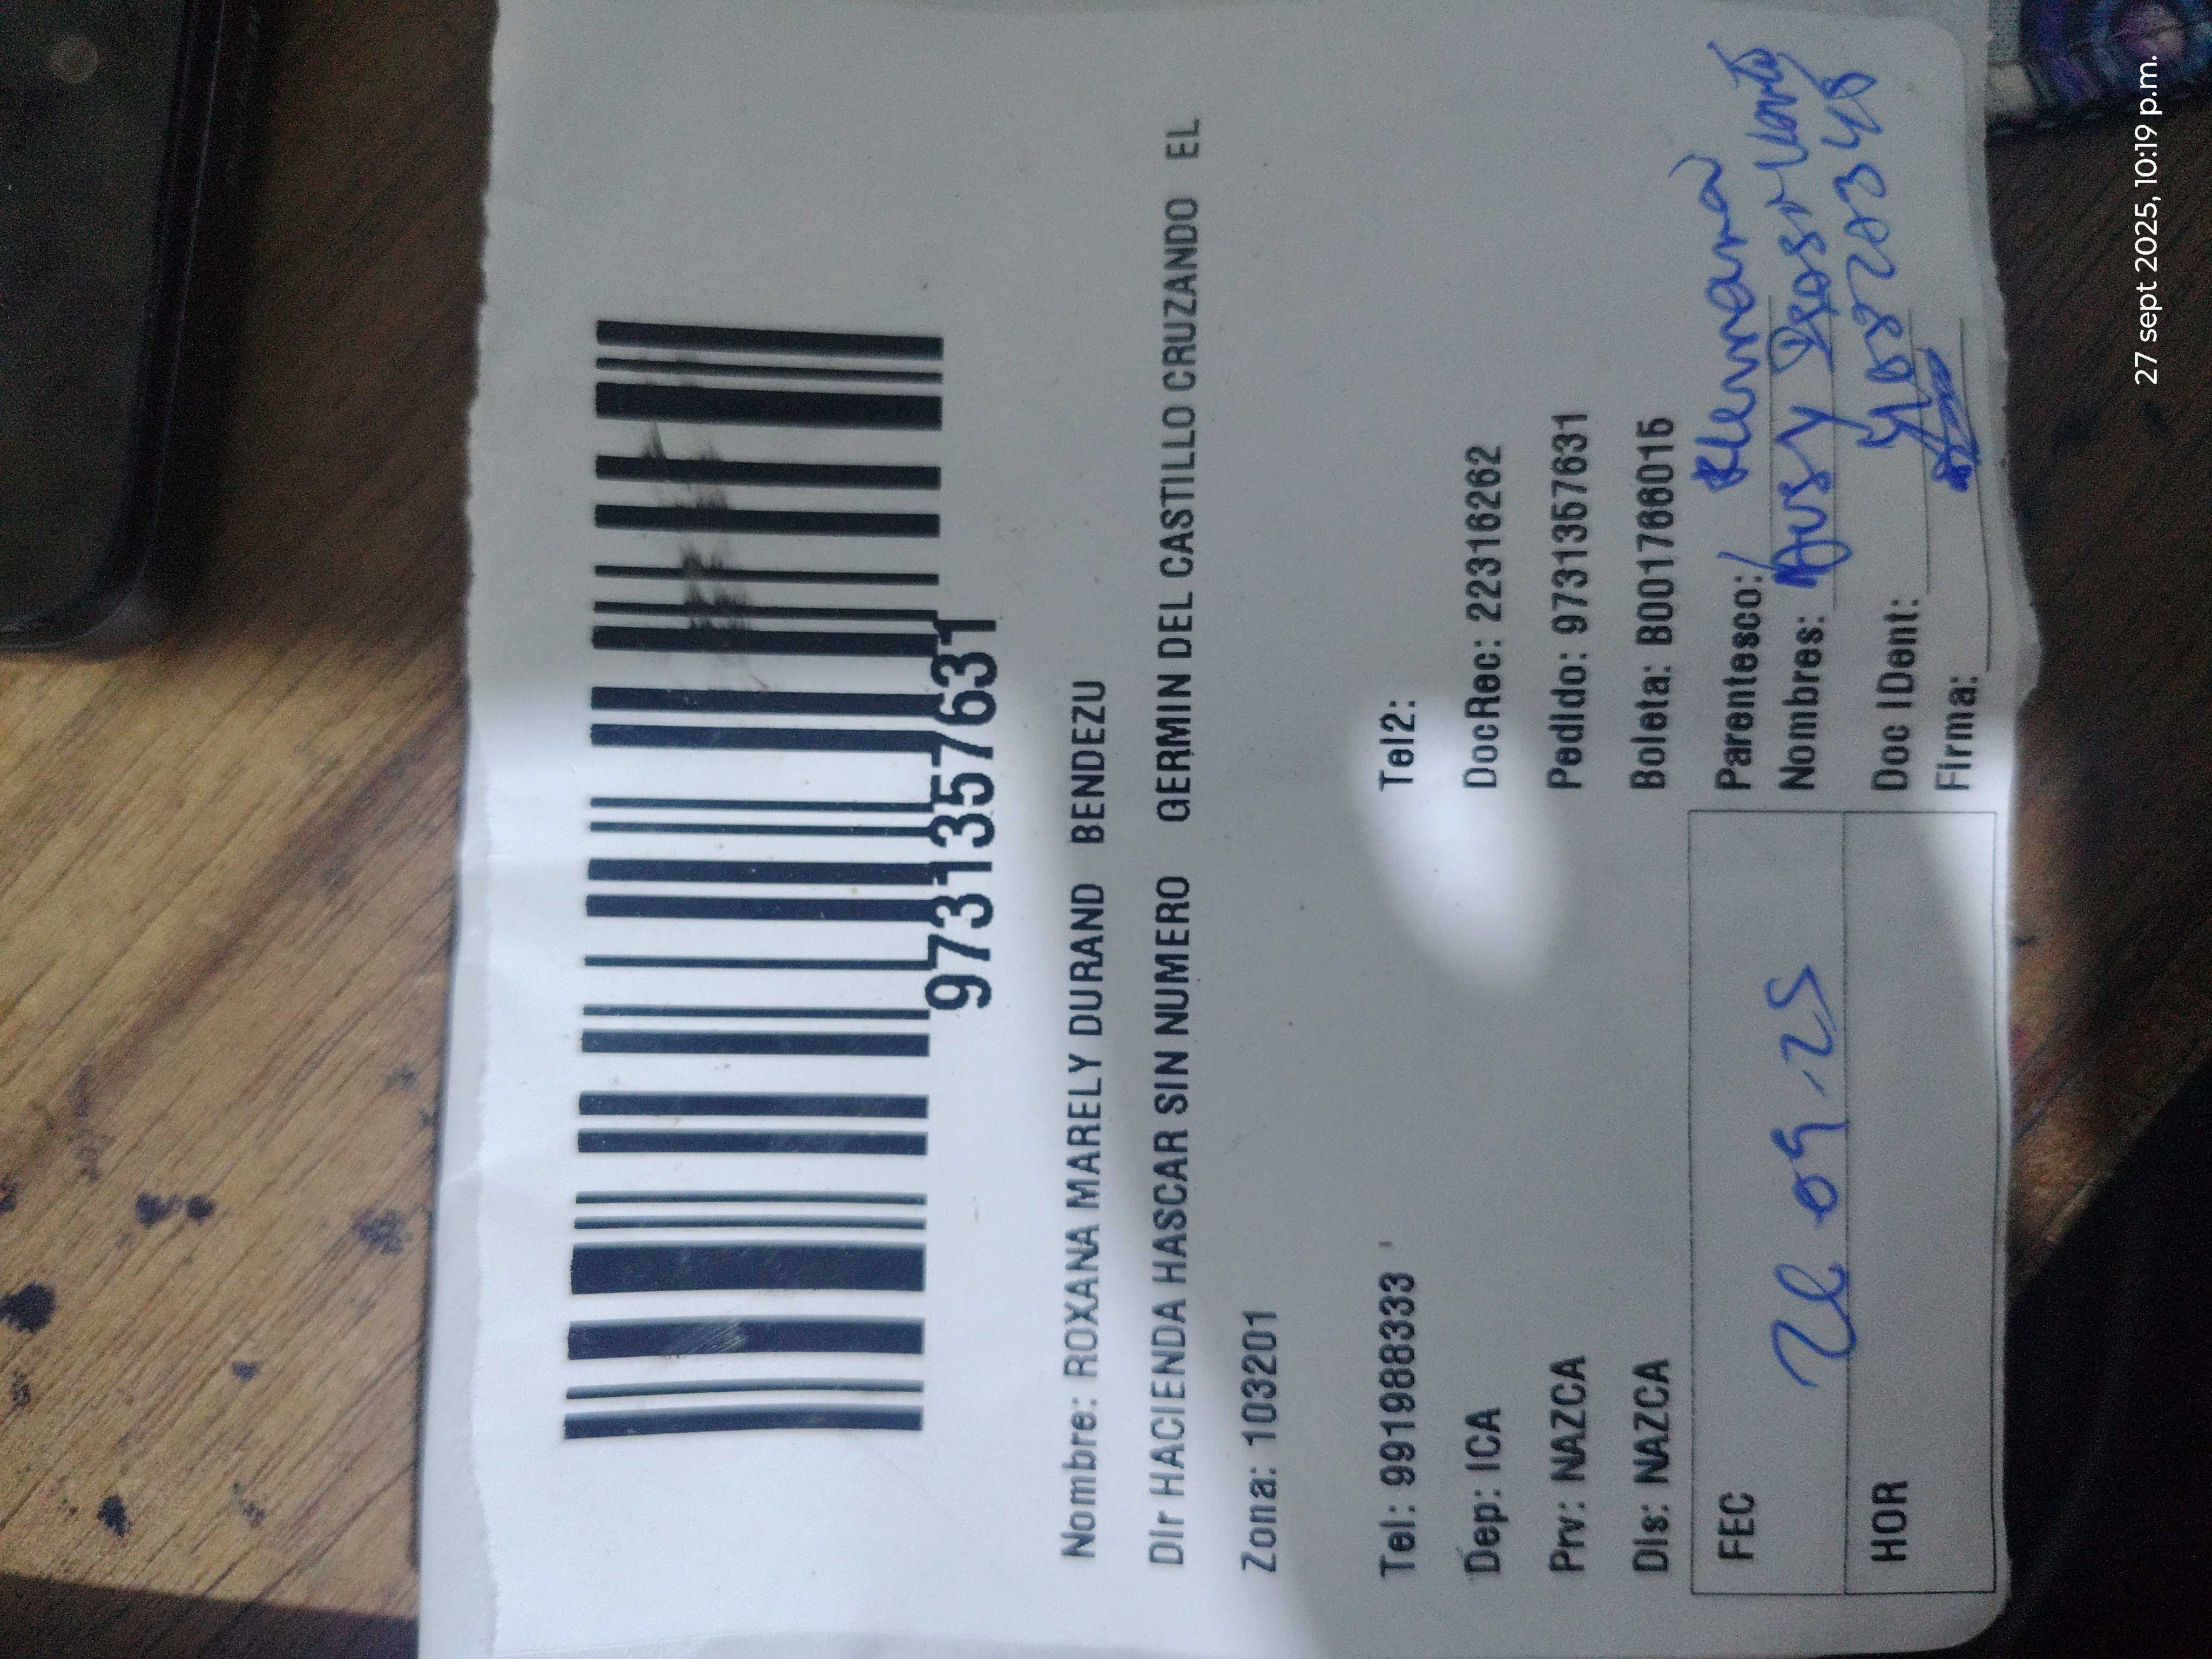 9731357631
Nombre: ROXANA MARELY DURAND BENDEZU
Dir HACIENDA HASCAR SIN NUMERO GERMIN DEL CASTILLO CRUZANDO EL
Zona: 103201
Tel: 991988333 Tel2:
Dep: ICA DocRec: 22316262
Prv: NAZCA Pedido: 9731357631
Dis: NAZCA Boleta: B001766015
FEC 09.25 Parentesco:
Nombres:
HOR Doc IDent:
Firma:
27 sept 2025, 10:19 p.m.